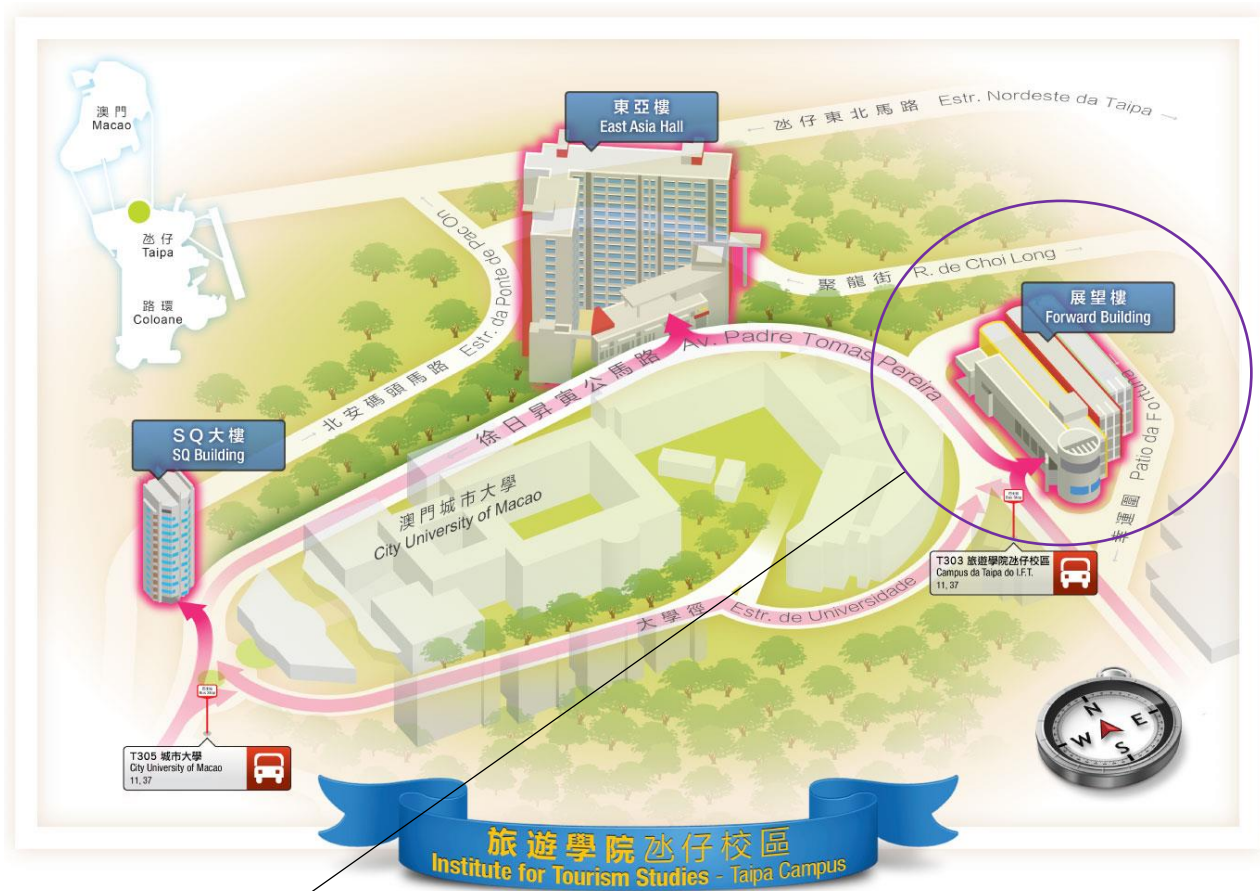 澳門
Macao
氹仔
Taipa
路環
Coloane
東亞樓
East Asia Hall
← 氹仔東北馬路 Estr. Nordeste da Taipa →
Estr. da Ponte de Pac On
← 聚龍街 R. de Choi Long →
展望樓
Forward Building
→ 北安碼頭馬路
徐日昇寅公馬路 Av. Padre Tomas Pereira
幸運園 Patio da Fortuna
SQ大樓
SQ Building
澳門城市大學
City University of Macao
大學徑 Estr. de Universidade
T303 旅遊學院氹仔校區
Campus da Taipa do I.F.T.
11, 37
T305 城市大學
City University of Macao
11, 37
N
E
W
S
旅遊學院氹仔校區
Institute for Tourism Studies - Taipa Campus